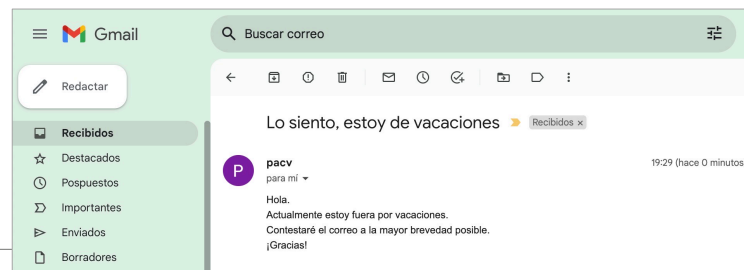 Gmail
Buscar correo
Redactar
Recibidos
Destacados
Pospuestos
Importantes
Enviados
Borradores
Lo siento, estoy de vacaciones
Recibidos x
P
pacv
19:29 (hace 0 minutos
para mí
Hola.
Actualmente estoy fuera por vacaciones.
Contestaré el correo a la mayor brevedad posible.
¡Gracias!